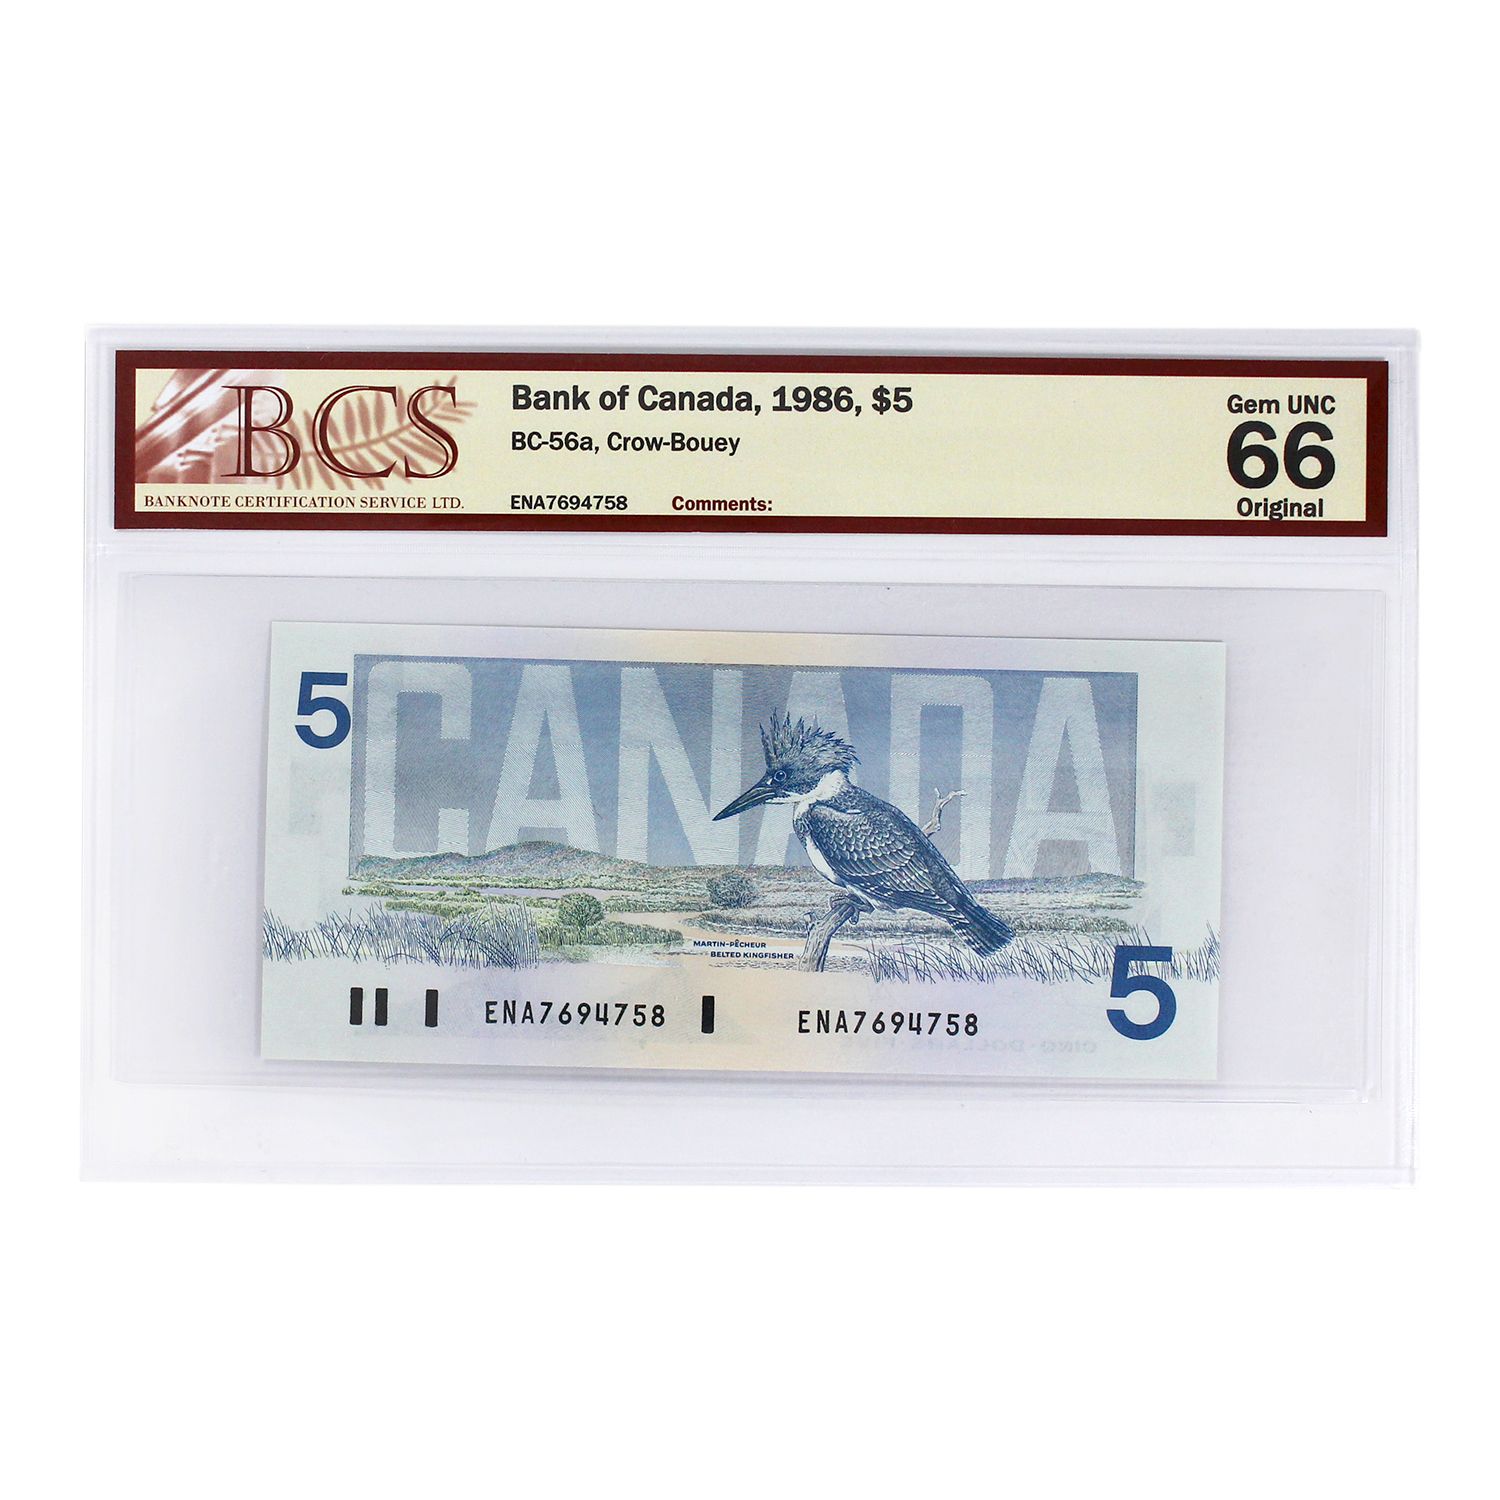 BCS
BANKNOTE CERTIFICATION SERVICE LTD.
Bank of Canada, 1986, $5
BC-56a, Crow-Bouey
ENA7694758 Comments:
Gem UNC
66
Original
5
CANADA
MARTIN-PÊCHEUR
BELTED KINGFISHER
5
ENA7694758 ENA7694758